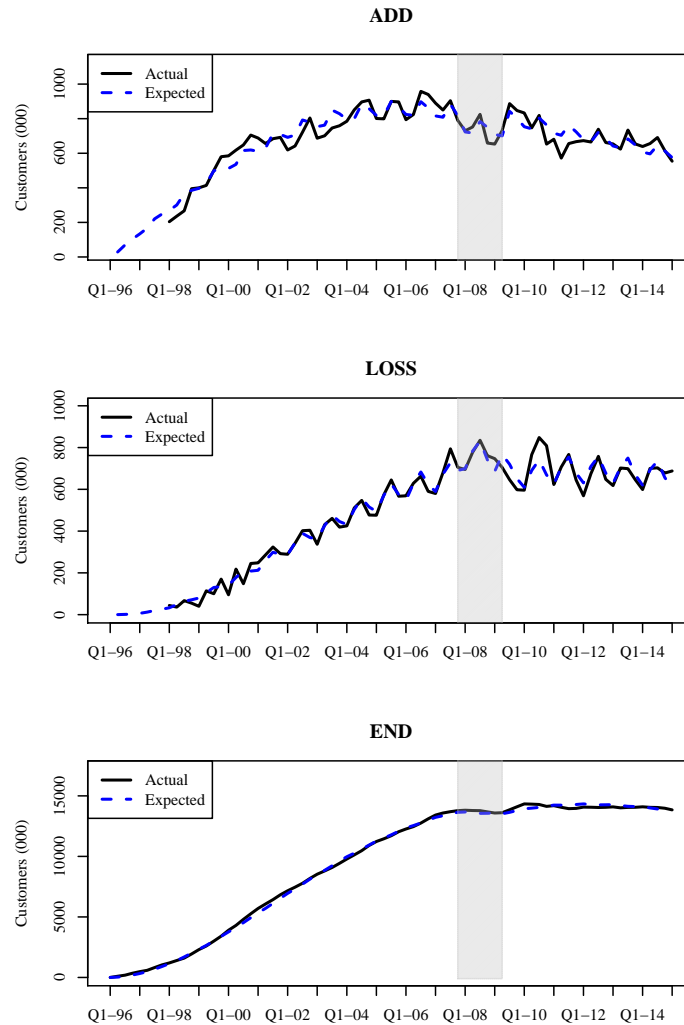 ADD
Actual
Expected
Customers (000)
0 200 600 1000
Q1–96 Q1–98 Q1–00 Q1–02 Q1–04 Q1–06 Q1–08 Q1–10 Q1–12 Q1–14
LOSS
Actual
Expected
Customers (000)
0 200 400 600 800 1000
Q1–96 Q1–98 Q1–00 Q1–02 Q1–04 Q1–06 Q1–08 Q1–10 Q1–12 Q1–14
END
Actual
Expected
Customers (000)
0 5000 10000 15000
Q1–96 Q1–98 Q1–00 Q1–02 Q1–04 Q1–06 Q1–08 Q1–10 Q1–12 Q1–14